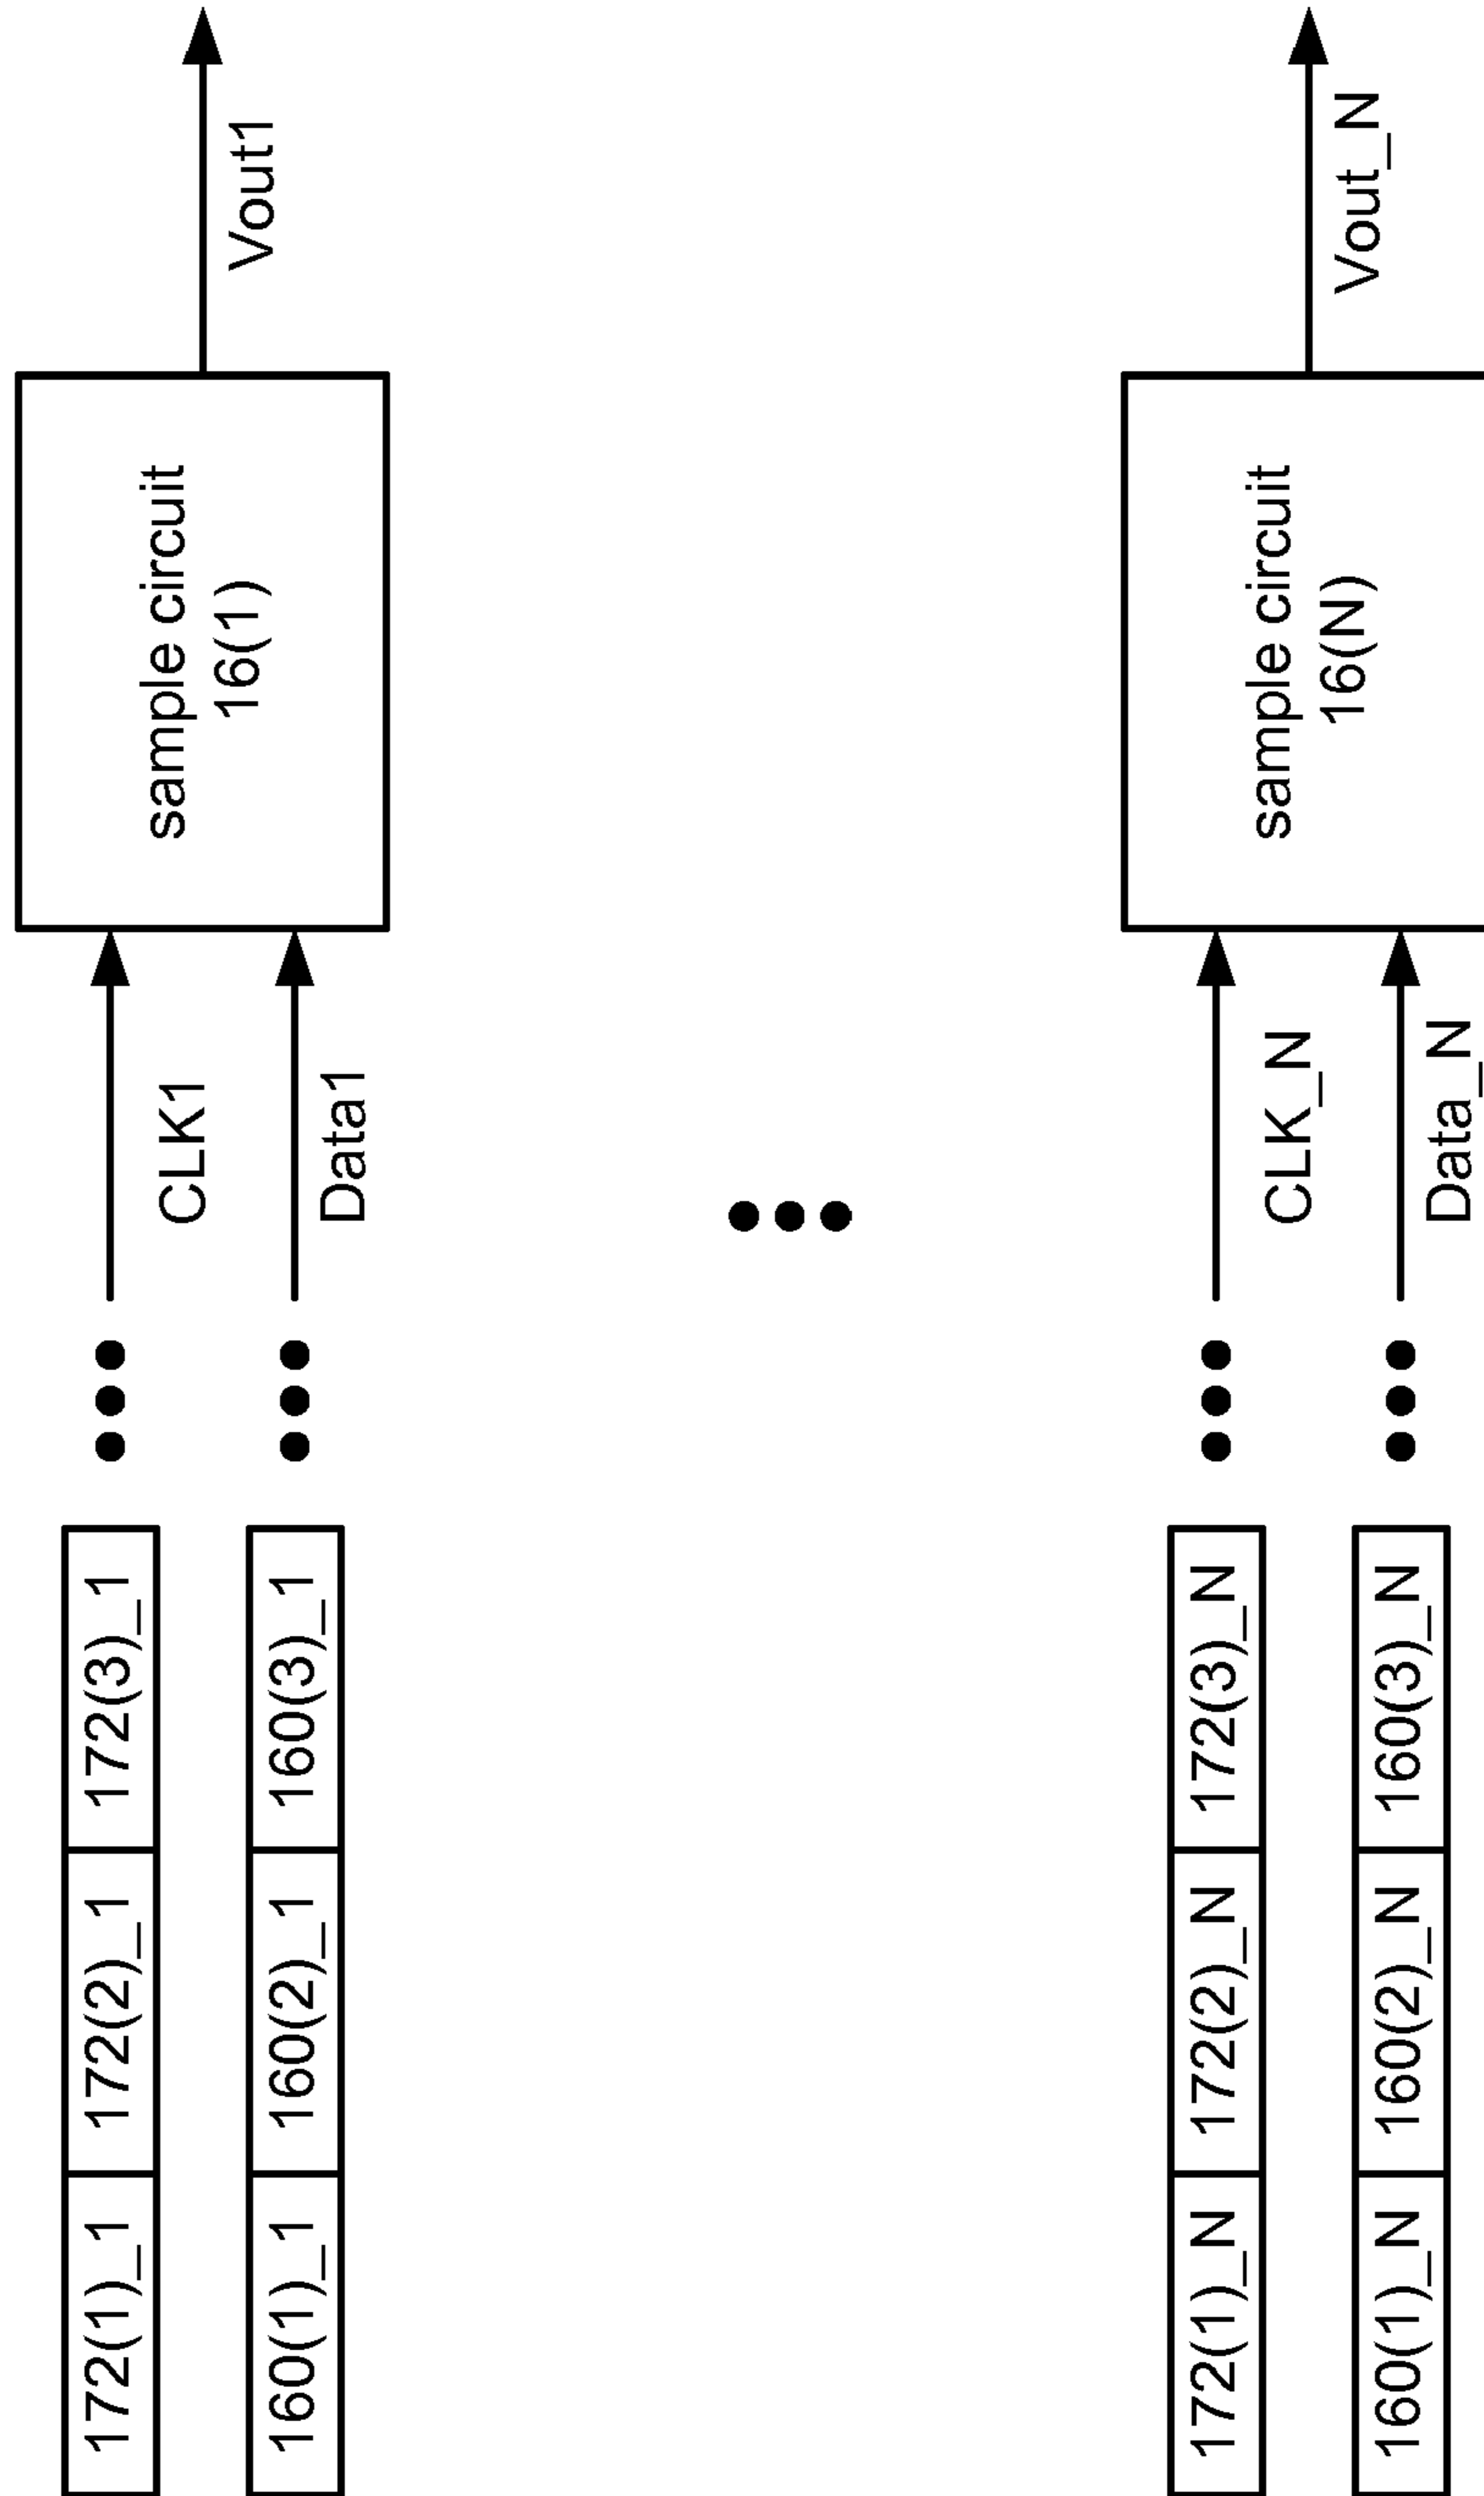 172(1)_1 172(2)_1 172(3)_1
CLK1
160(1)_1 160(2)_1 160(3)_1
Data1
sample circuit
16(1)
Vout1
172(1)_N 172(2)_N 172(3)_N
CLK_N
160(1)_N 160(2)_N 160(3)_N
Data_N
sample circuit
16(N)
Vout_N